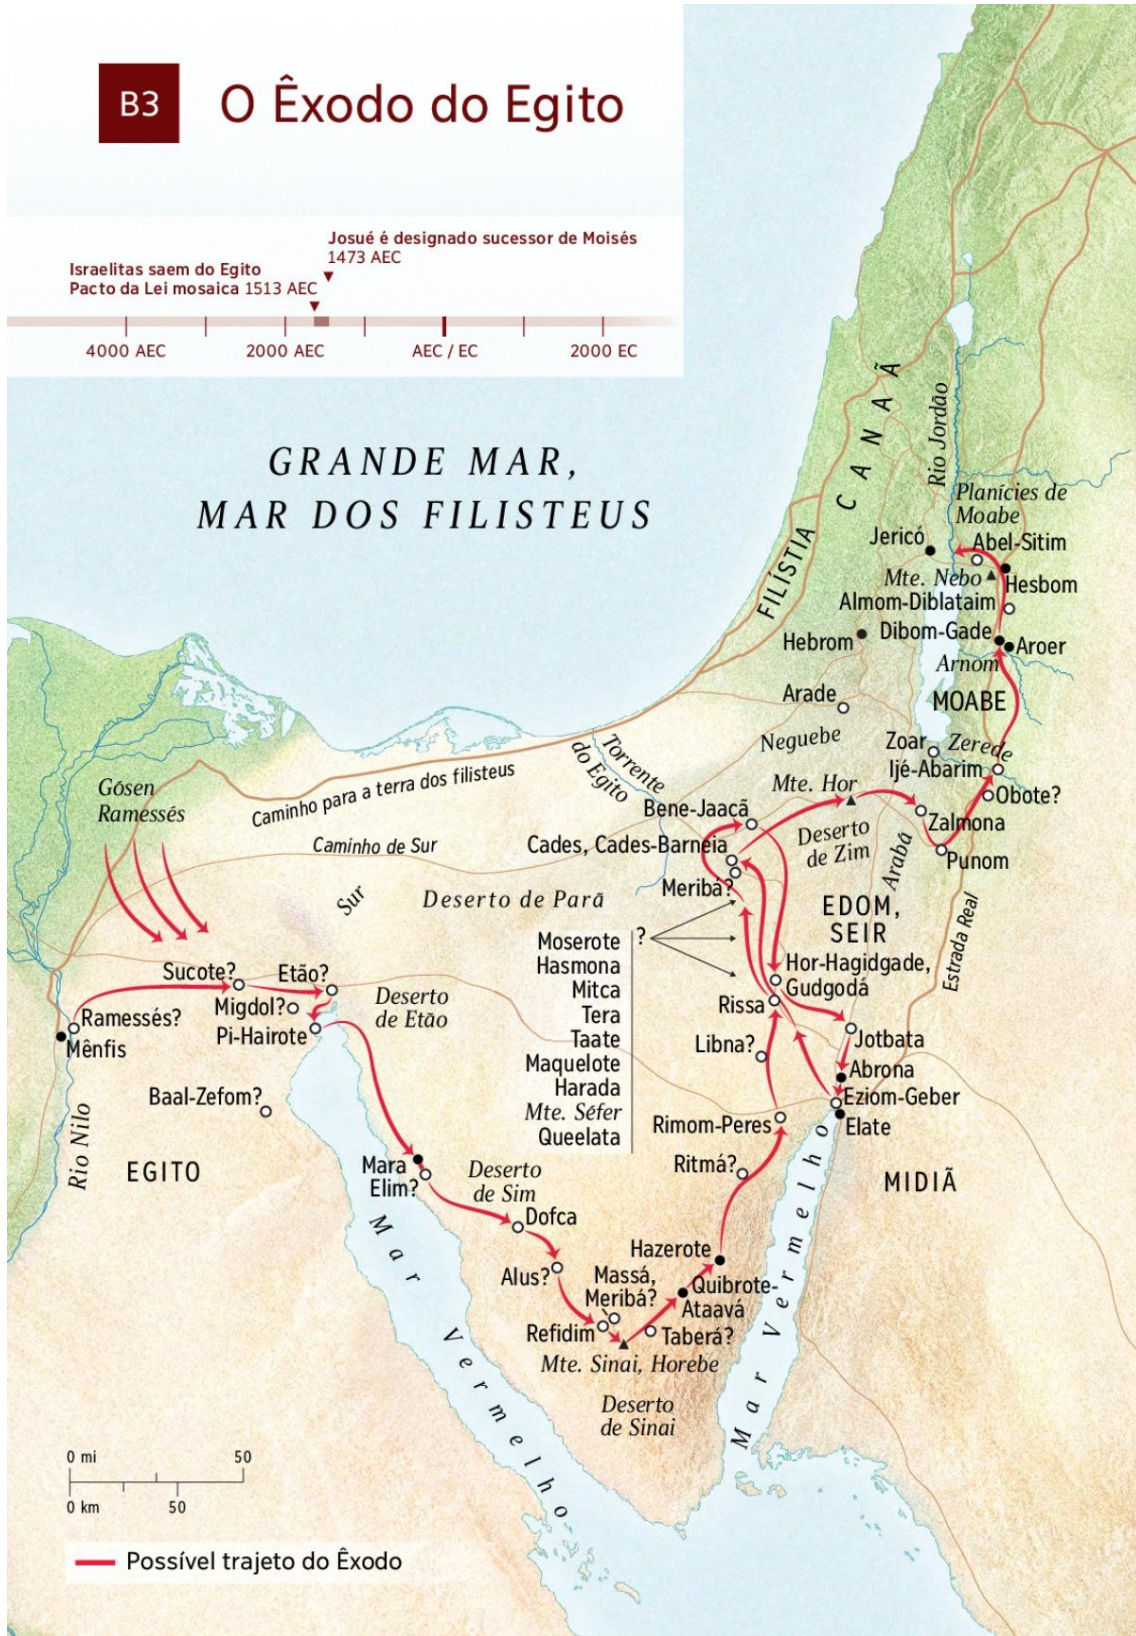 B3
O Êxodo do Egito
Josué é designado sucessor de Moisés
1473 AEC
Israelitas saem do Egito
Pacto da Lei mosaica 1513 AEC
4000 AEC
2000 AEC
AEC / EC
2000 EC
GRANDE MAR,
MAR DOS FILISTEUS
CANAÃ
Rio Jordão
FILÍSTIA
Planícies de
Moabe
Jericó
Abel-Sitim
Mte. Nebo
Hesbom
Almom-Diblataim
Hebrom
Dibom-Gade
Aroer
Arnom
Arade
MOABE
Neguebe
Zoar
Zerede
Ijé-Abarim
Obote?
Torrente
do Egito
Mte. Hor
Gósen
Ramessés
Caminho para a terra dos filisteus
Bene-Jaacã
Zalmona
Caminho de Sur
Cades, Cades-Barneia
Deserto
de Zim
Arabá
Punom
Meribá?
Sur
Deserto de Parã
EDOM,
SEIR
Estrada Real
?
Moserote
Hasmona
Mitca
Tera
Taate
Maquelote
Harada
Mte. Séfer
Queelata
Hor-Hagidgade,
Gudgodá
Sucote?
Etão?
Migdol?
Deserto
de Etão
Rissa
Ramessés?
Pi-Hairote
Mênfis
Libna?
Jotbata
Abrona
Baal-Zefom?
Eziom-Geber
Rimom-Peres
Elate
Rio Nilo
EGITO
Mara
Elim?
Deserto
de Sim
Ritmá?
MIDIÃ
Dofca
Mar Vermelho
Hazerote
Alus?
Massá,
Meribá?
Quibrote-
Ataavá
Refidim
Taberá?
Mte. Sinai, Horebe
Mar Vermelho
Deserto
de Sinai
0 mi
50
0 km
50
Possível trajeto do Êxodo